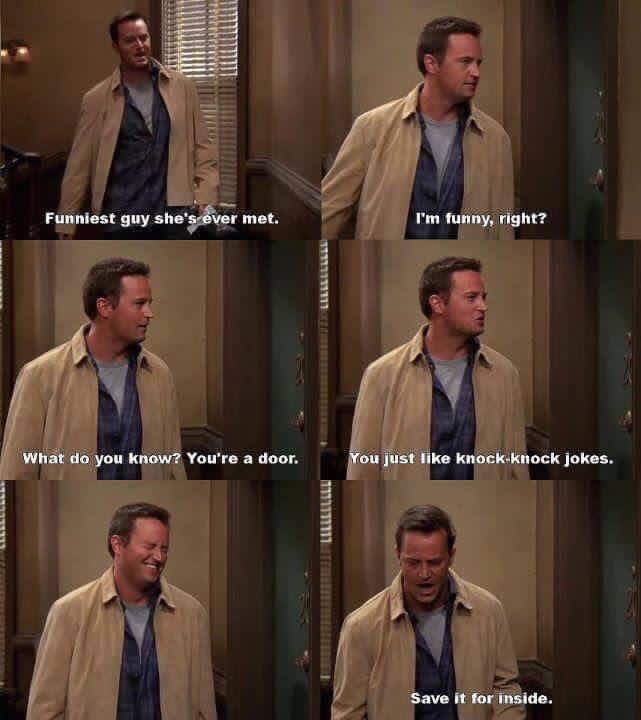 Funniest guy she's ever met.
I'm funny, right?
What do you know? You're a door.
You just like knock-knock jokes.
Save it for inside.